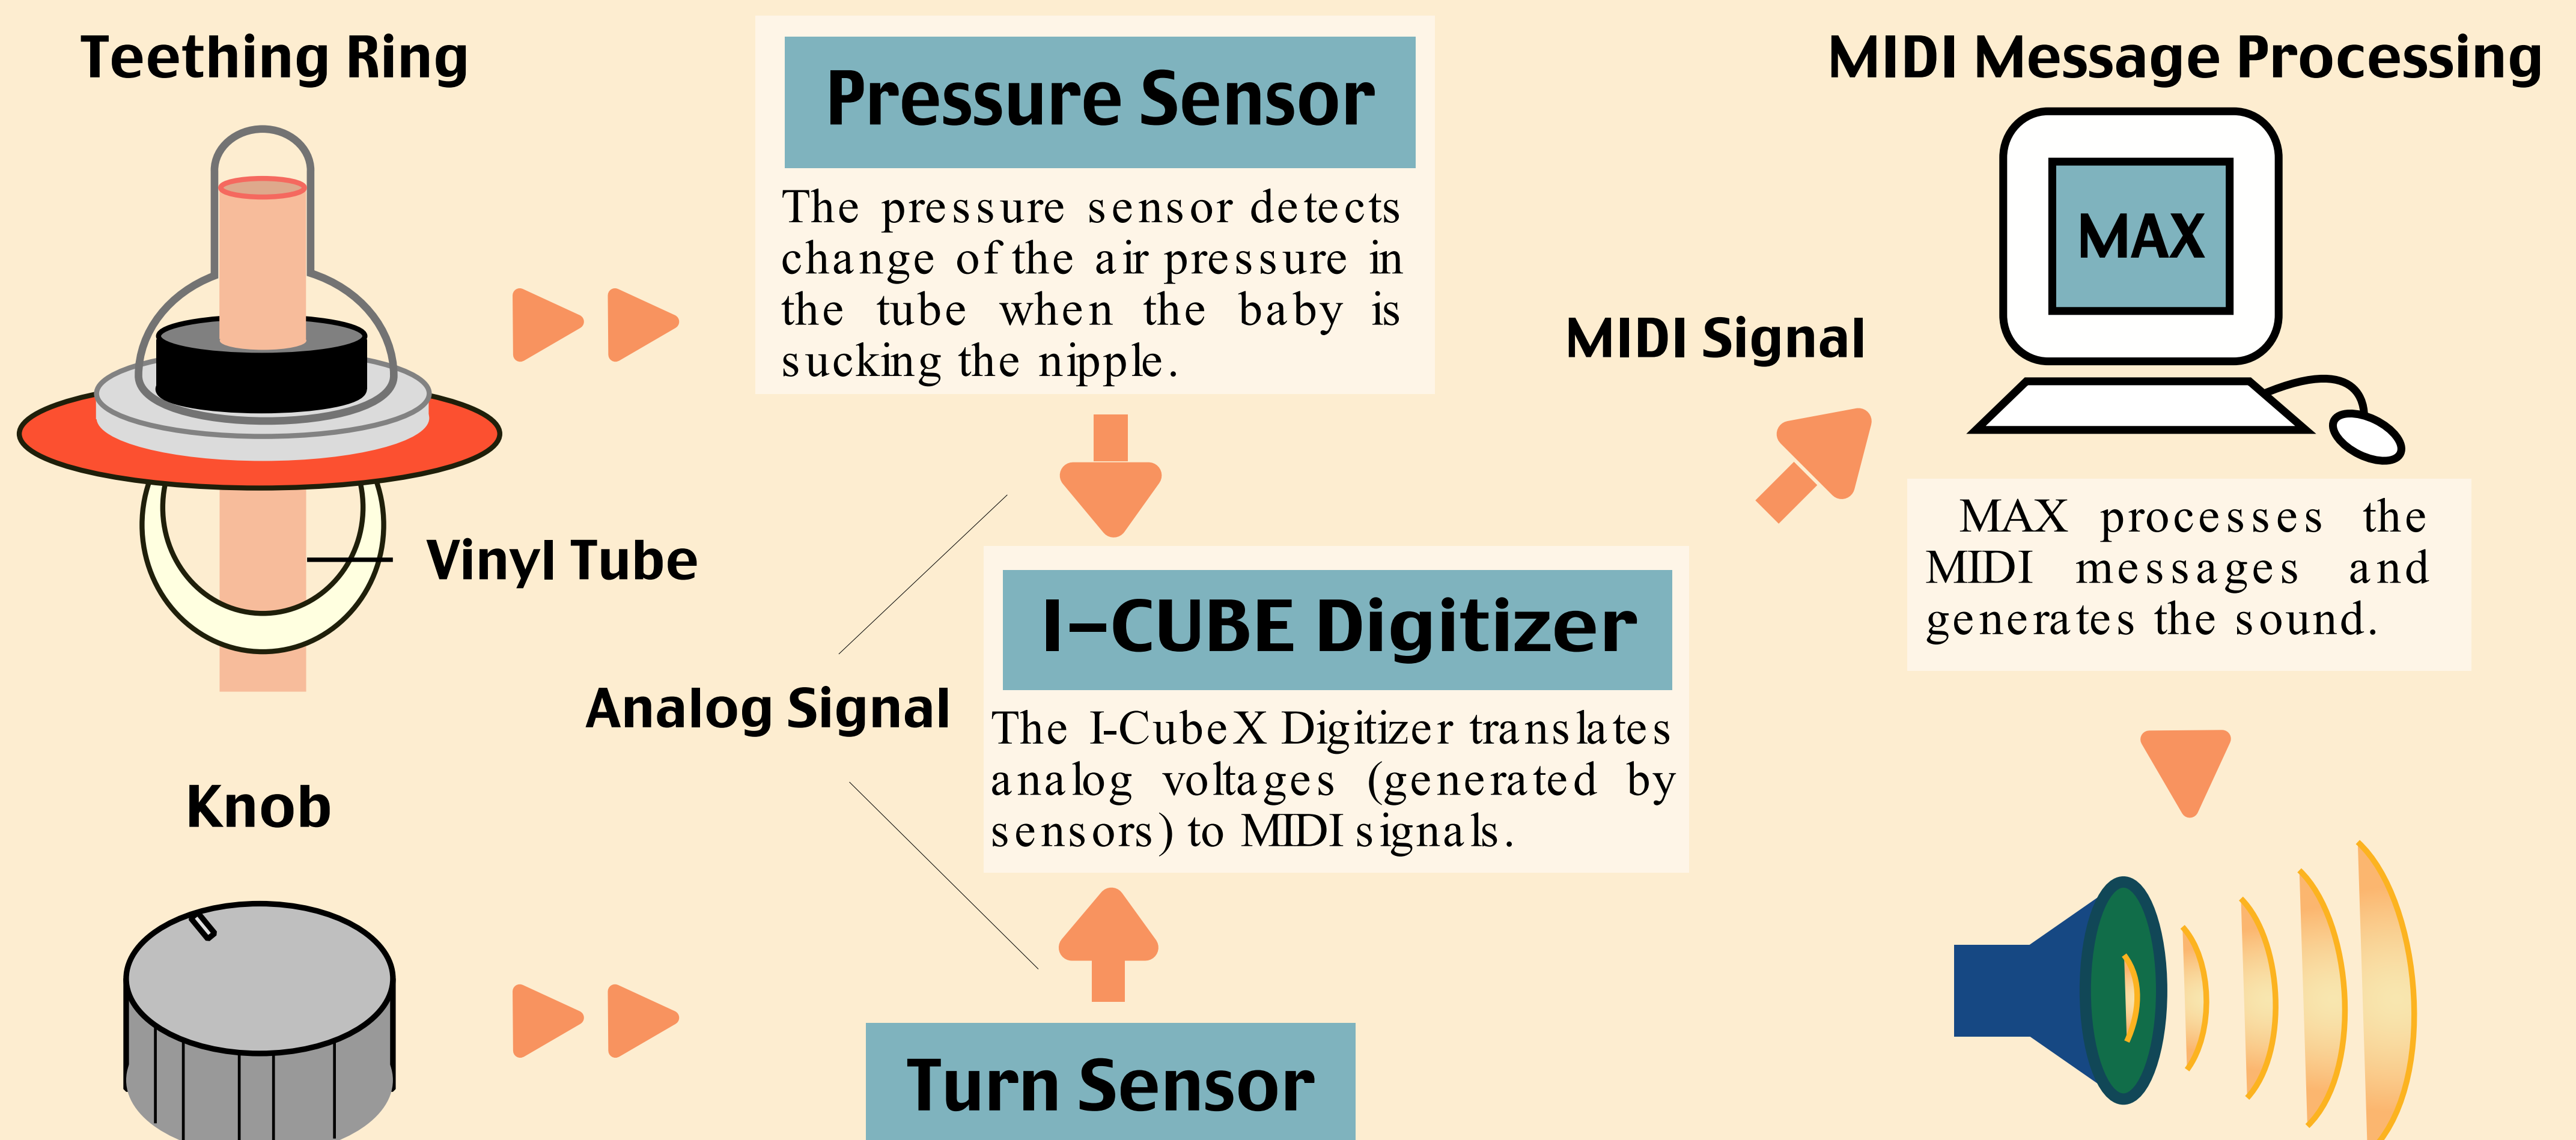 Teething Ring
Pressure Sensor
The pressure sensor detects
change of the air pressure in
the tube when the baby is
sucking the nipple.
MIDI Message Processing
MAX
MIDI Signal
MAX processes the
MIDI messages and
generates the sound.
Vinyl Tube
I-CUBE Digitizer
The I-CubeX Digitizer translates
analog voltages (generated by
sensors) to MIDI signals.
Analog Signal
Knob
Turn Sensor